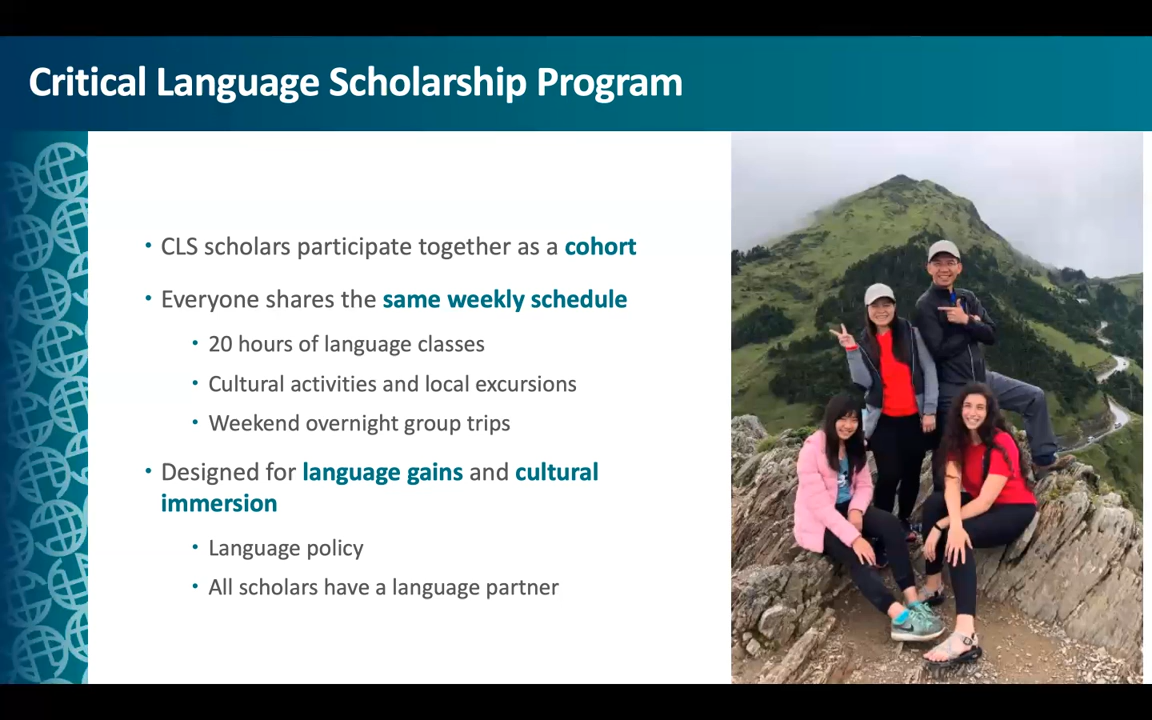 Critical Language Scholarship Program
• CLS scholars participate together as a cohort
• Everyone shares the same weekly schedule
• 20 hours of language classes
• Cultural activities and local excursions
• Weekend overnight group trips
• Designed for language gains and cultural
immersion
• Language policy
• All scholars have a language partner